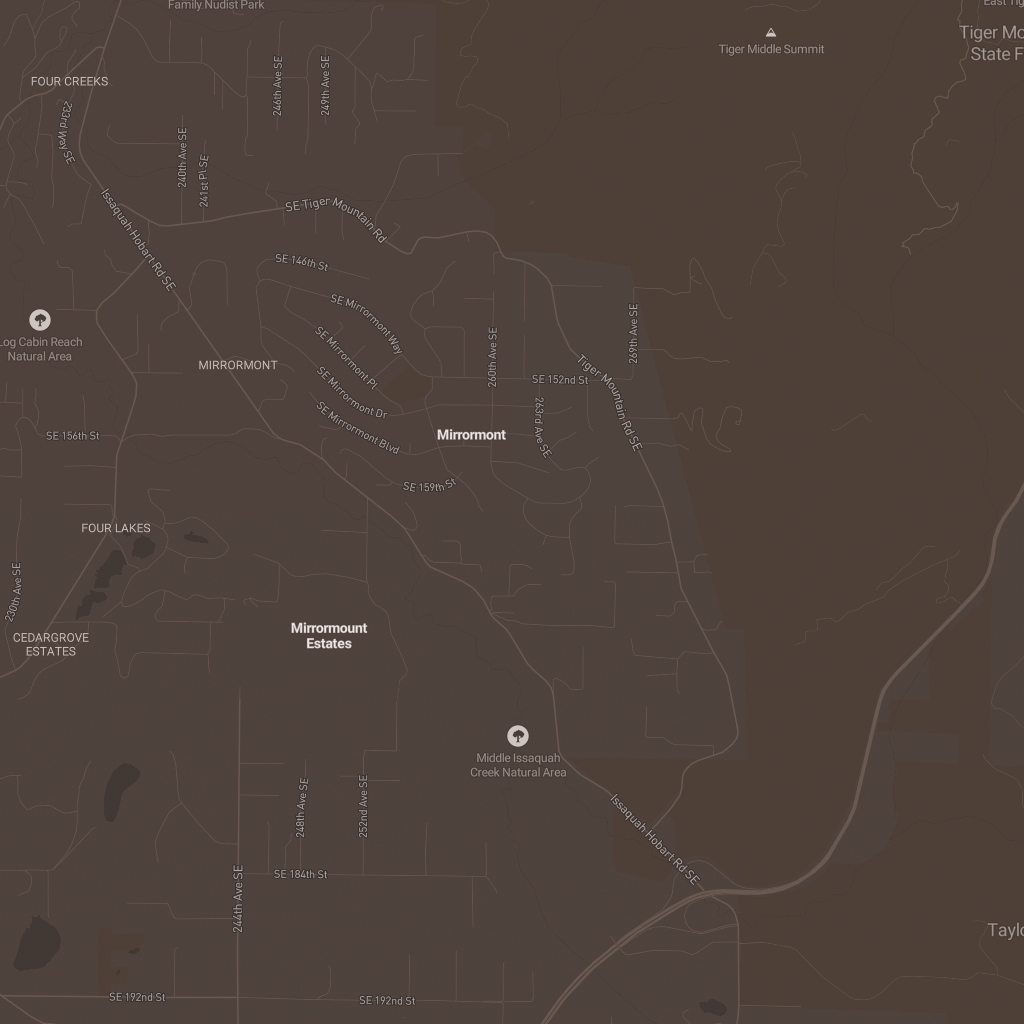 Family Nudist Park
East Tig
Tiger Mo
State F
Tiger Middle Summit
FOUR CREEKS
246th Ave SE
249th Ave SE
233rd Way SE
240th Ave SE
241st Pl SE
Issaquah Hobart Rd SE
SE Tiger Mountain Rd
SE 146th St
SE Mirrormont Way
SE Mirrormont Pl
260th Ave SE
269th Ave SE
Log Cabin Reach
Natural Area
MIRRORMONT
SE Mirrormont Dr
SE 152nd St
Tiger Mountain Rd SE
SE Mirrormont Blvd
263rd Ave SE
SE 156th St
Mirrormont
SE 159th St
FOUR LAKES
230th Ave SE
CEDARGROVE
ESTATES
Mirrormount
Estates
Middle Issaquah
Creek Natural Area
248th Ave SE
252nd Ave SE
Issaquah Hobart Rd SE
SE 184th St
244th Ave SE
Taylo
SE 192nd St
SE 192nd St